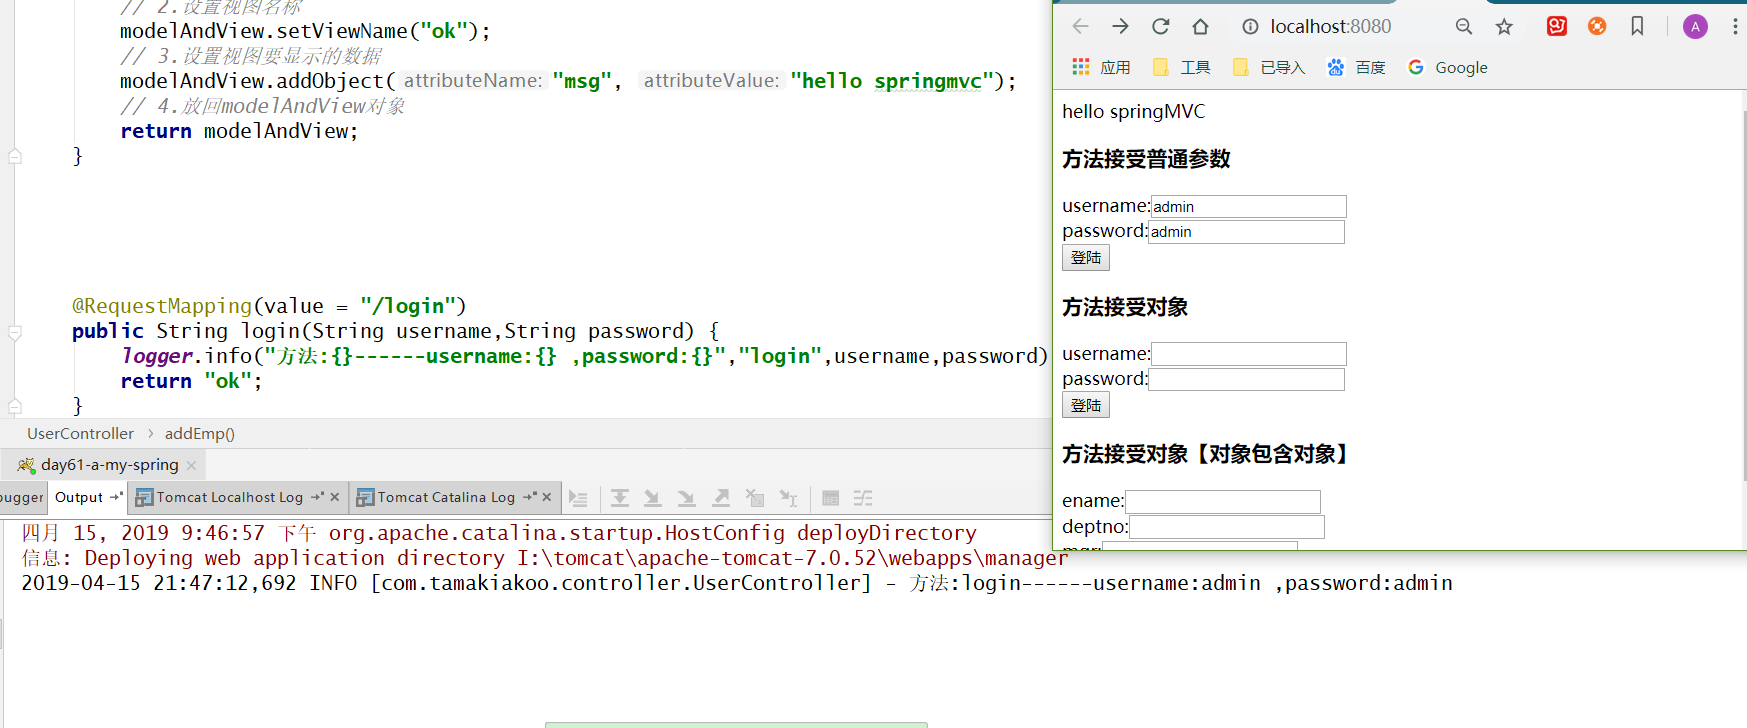 // 2.设置视图名称
modelAndView.setViewName("ok");
// 3.设置视图要显示的数据
modelAndView.addObject( attributeName: "msg", attributeValue: "hello springmvc");
// 4.放回modelAndView对象
return modelAndView;
}
@RequestMapping(value = "/login")
public String login(String username,String password) {
logger.info("方法:{}------username:{} ,password:{}","login",username,password)
return "ok";
}
UserController > addEmp()
day61-a-my-spring
bugger Output Tomcat Localhost Log Tomcat Catalina Log
四月 15, 2019 9:46:57 下午 org.apache.catalina.startup.HostConfig deployDirectory
信息: Deploying web application directory I:\tomcat\apache-tomcat-7.0.52\webapps\manager
2019-04-15 21:47:12,692 INFO [com.tamakiakoo.controller.UserController] - 方法:login------username:admin ,password:admin
localhost:8080
A
应用 工具 已导入 百度 Google
hello springMVC
方法接受普通参数
username:admin
password:admin
登陆
方法接受对象
username:
password:
登陆
方法接受对象【对象包含对象】
ename:
deptno: